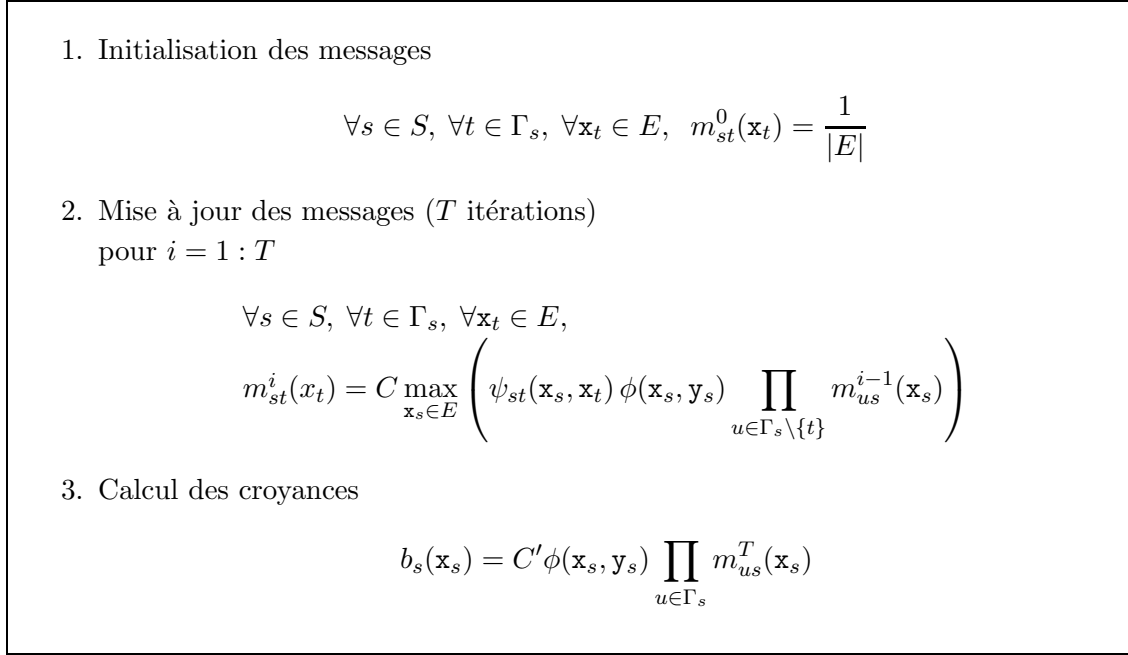 1. Initialisation des messages
∀s ∈ S, ∀t ∈ Γ_s, ∀x_t ∈ E, m^0_{st}(x_t) = \frac{1}{|E|}
2. Mise à jour des messages (T itérations)
pour i = 1 : T
∀s ∈ S, ∀t ∈ Γ_s, ∀x_t ∈ E,
m^i_{st}(x_t) = C \max_{x_s ∈ E} ( ψ_{st}(x_s, x_t) ϕ(x_s, y_s) ∏_{u ∈ Γ_s \setminus \{t\}} m^{i−1}_{us}(x_s) )
3. Calcul des croyances
b_s(x_s) = C′ϕ(x_s, y_s) ∏_{u ∈ Γ_s} m^T_{us}(x_s)